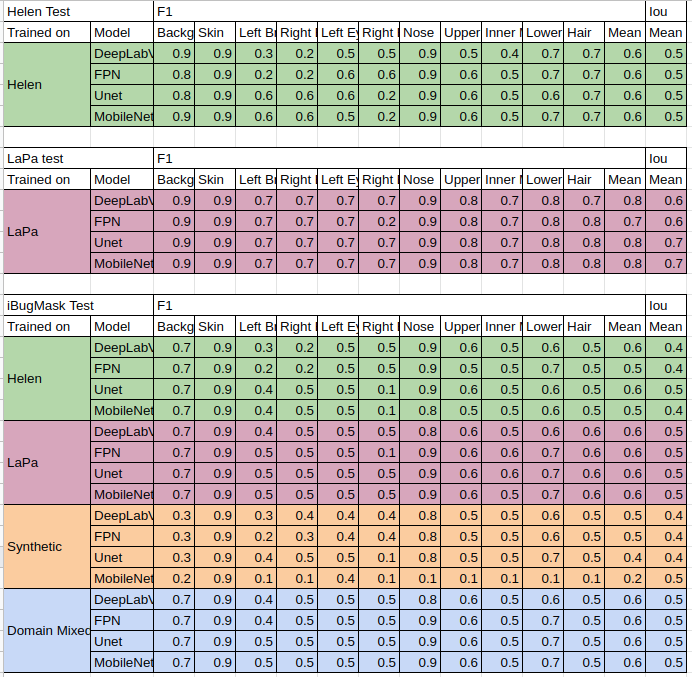 Helen Test F1 Iou
Trained on Model Backg Skin Left Br Right Left Ey Right Nose Upper Inner Lower Hair Mean Mean
Helen DeepLabV 0.9 0.9 0.3 0.2 0.5 0.5 0.9 0.5 0.4 0.7 0.7 0.6 0.5
FPN 0.8 0.9 0.2 0.2 0.6 0.6 0.9 0.6 0.5 0.7 0.7 0.6 0.5
Unet 0.8 0.9 0.6 0.6 0.6 0.2 0.9 0.6 0.5 0.6 0.7 0.6 0.5
MobileNet 0.9 0.9 0.6 0.6 0.5 0.2 0.9 0.6 0.5 0.7 0.7 0.6 0.5
LaPa test F1 Iou
Trained on Model Backg Skin Left Br Right Left Ey Right Nose Upper Inner Lower Hair Mean Mean
LaPa DeepLabV 0.9 0.9 0.7 0.7 0.7 0.7 0.9 0.8 0.7 0.8 0.7 0.8 0.6
FPN 0.9 0.9 0.7 0.7 0.7 0.2 0.9 0.8 0.7 0.8 0.8 0.7 0.6
Unet 0.9 0.9 0.7 0.7 0.7 0.7 0.9 0.8 0.7 0.8 0.8 0.8 0.7
MobileNet 0.9 0.9 0.7 0.7 0.7 0.7 0.9 0.8 0.7 0.8 0.8 0.8 0.7
iBugMask Test F1 Iou
Trained on Model Backg Skin Left Br Right Left Ey Right Nose Upper Inner Lower Hair Mean Mean
Helen DeepLabV 0.7 0.9 0.3 0.2 0.5 0.5 0.9 0.6 0.5 0.6 0.5 0.6 0.4
FPN 0.7 0.9 0.2 0.2 0.5 0.5 0.9 0.5 0.5 0.7 0.5 0.5 0.4
Unet 0.7 0.9 0.4 0.5 0.5 0.1 0.9 0.6 0.5 0.6 0.6 0.5 0.5
MobileNet 0.7 0.9 0.4 0.5 0.5 0.1 0.8 0.5 0.5 0.6 0.5 0.5 0.4
LaPa DeepLabV 0.7 0.9 0.4 0.5 0.5 0.5 0.8 0.6 0.5 0.6 0.6 0.6 0.5
FPN 0.7 0.9 0.5 0.5 0.5 0.1 0.9 0.6 0.6 0.7 0.6 0.5 0.5
Unet 0.7 0.9 0.5 0.5 0.5 0.5 0.9 0.6 0.5 0.7 0.6 0.6 0.5
MobileNet 0.7 0.9 0.5 0.5 0.5 0.5 0.9 0.6 0.5 0.7 0.6 0.6 0.5
Synthetic DeepLabV 0.3 0.9 0.3 0.4 0.4 0.4 0.8 0.5 0.5 0.6 0.5 0.5 0.4
FPN 0.3 0.9 0.2 0.3 0.4 0.4 0.8 0.5 0.5 0.6 0.5 0.5 0.4
Unet 0.3 0.9 0.4 0.5 0.5 0.1 0.8 0.5 0.5 0.7 0.5 0.4 0.4
MobileNet 0.2 0.9 0.1 0.1 0.4 0.1 0.1 0.1 0.1 0.1 0.1 0.2 0.5
Domain Mixed DeepLabV 0.7 0.9 0.4 0.5 0.5 0.5 0.8 0.6 0.5 0.6 0.5 0.6 0.5
FPN 0.7 0.9 0.4 0.5 0.5 0.5 0.9 0.5 0.5 0.6 0.5 0.6 0.5
Unet 0.7 0.9 0.5 0.5 0.5 0.5 0.9 0.5 0.5 0.7 0.5 0.6 0.5
MobileNet 0.7 0.9 0.5 0.5 0.5 0.5 0.9 0.6 0.5 0.7 0.5 0.6 0.5